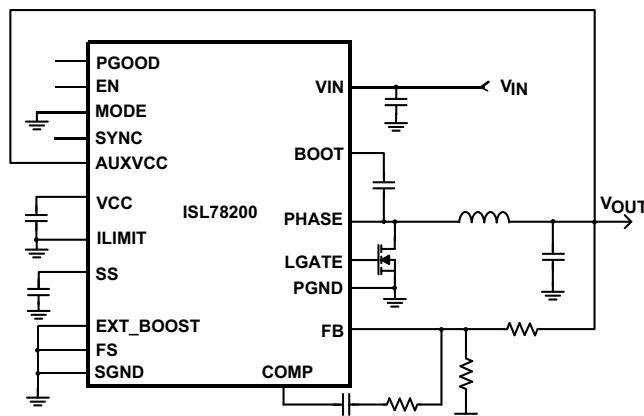 PGOOD
EN
MODE
SYNC
AUXVCC
VCC
ILIMIT
SS
EXT_BOOST
FS
SGND
ISL78200
VIN
BOOT
PHASE
LGATE
PGND
FB
COMP
VIN
VOUT